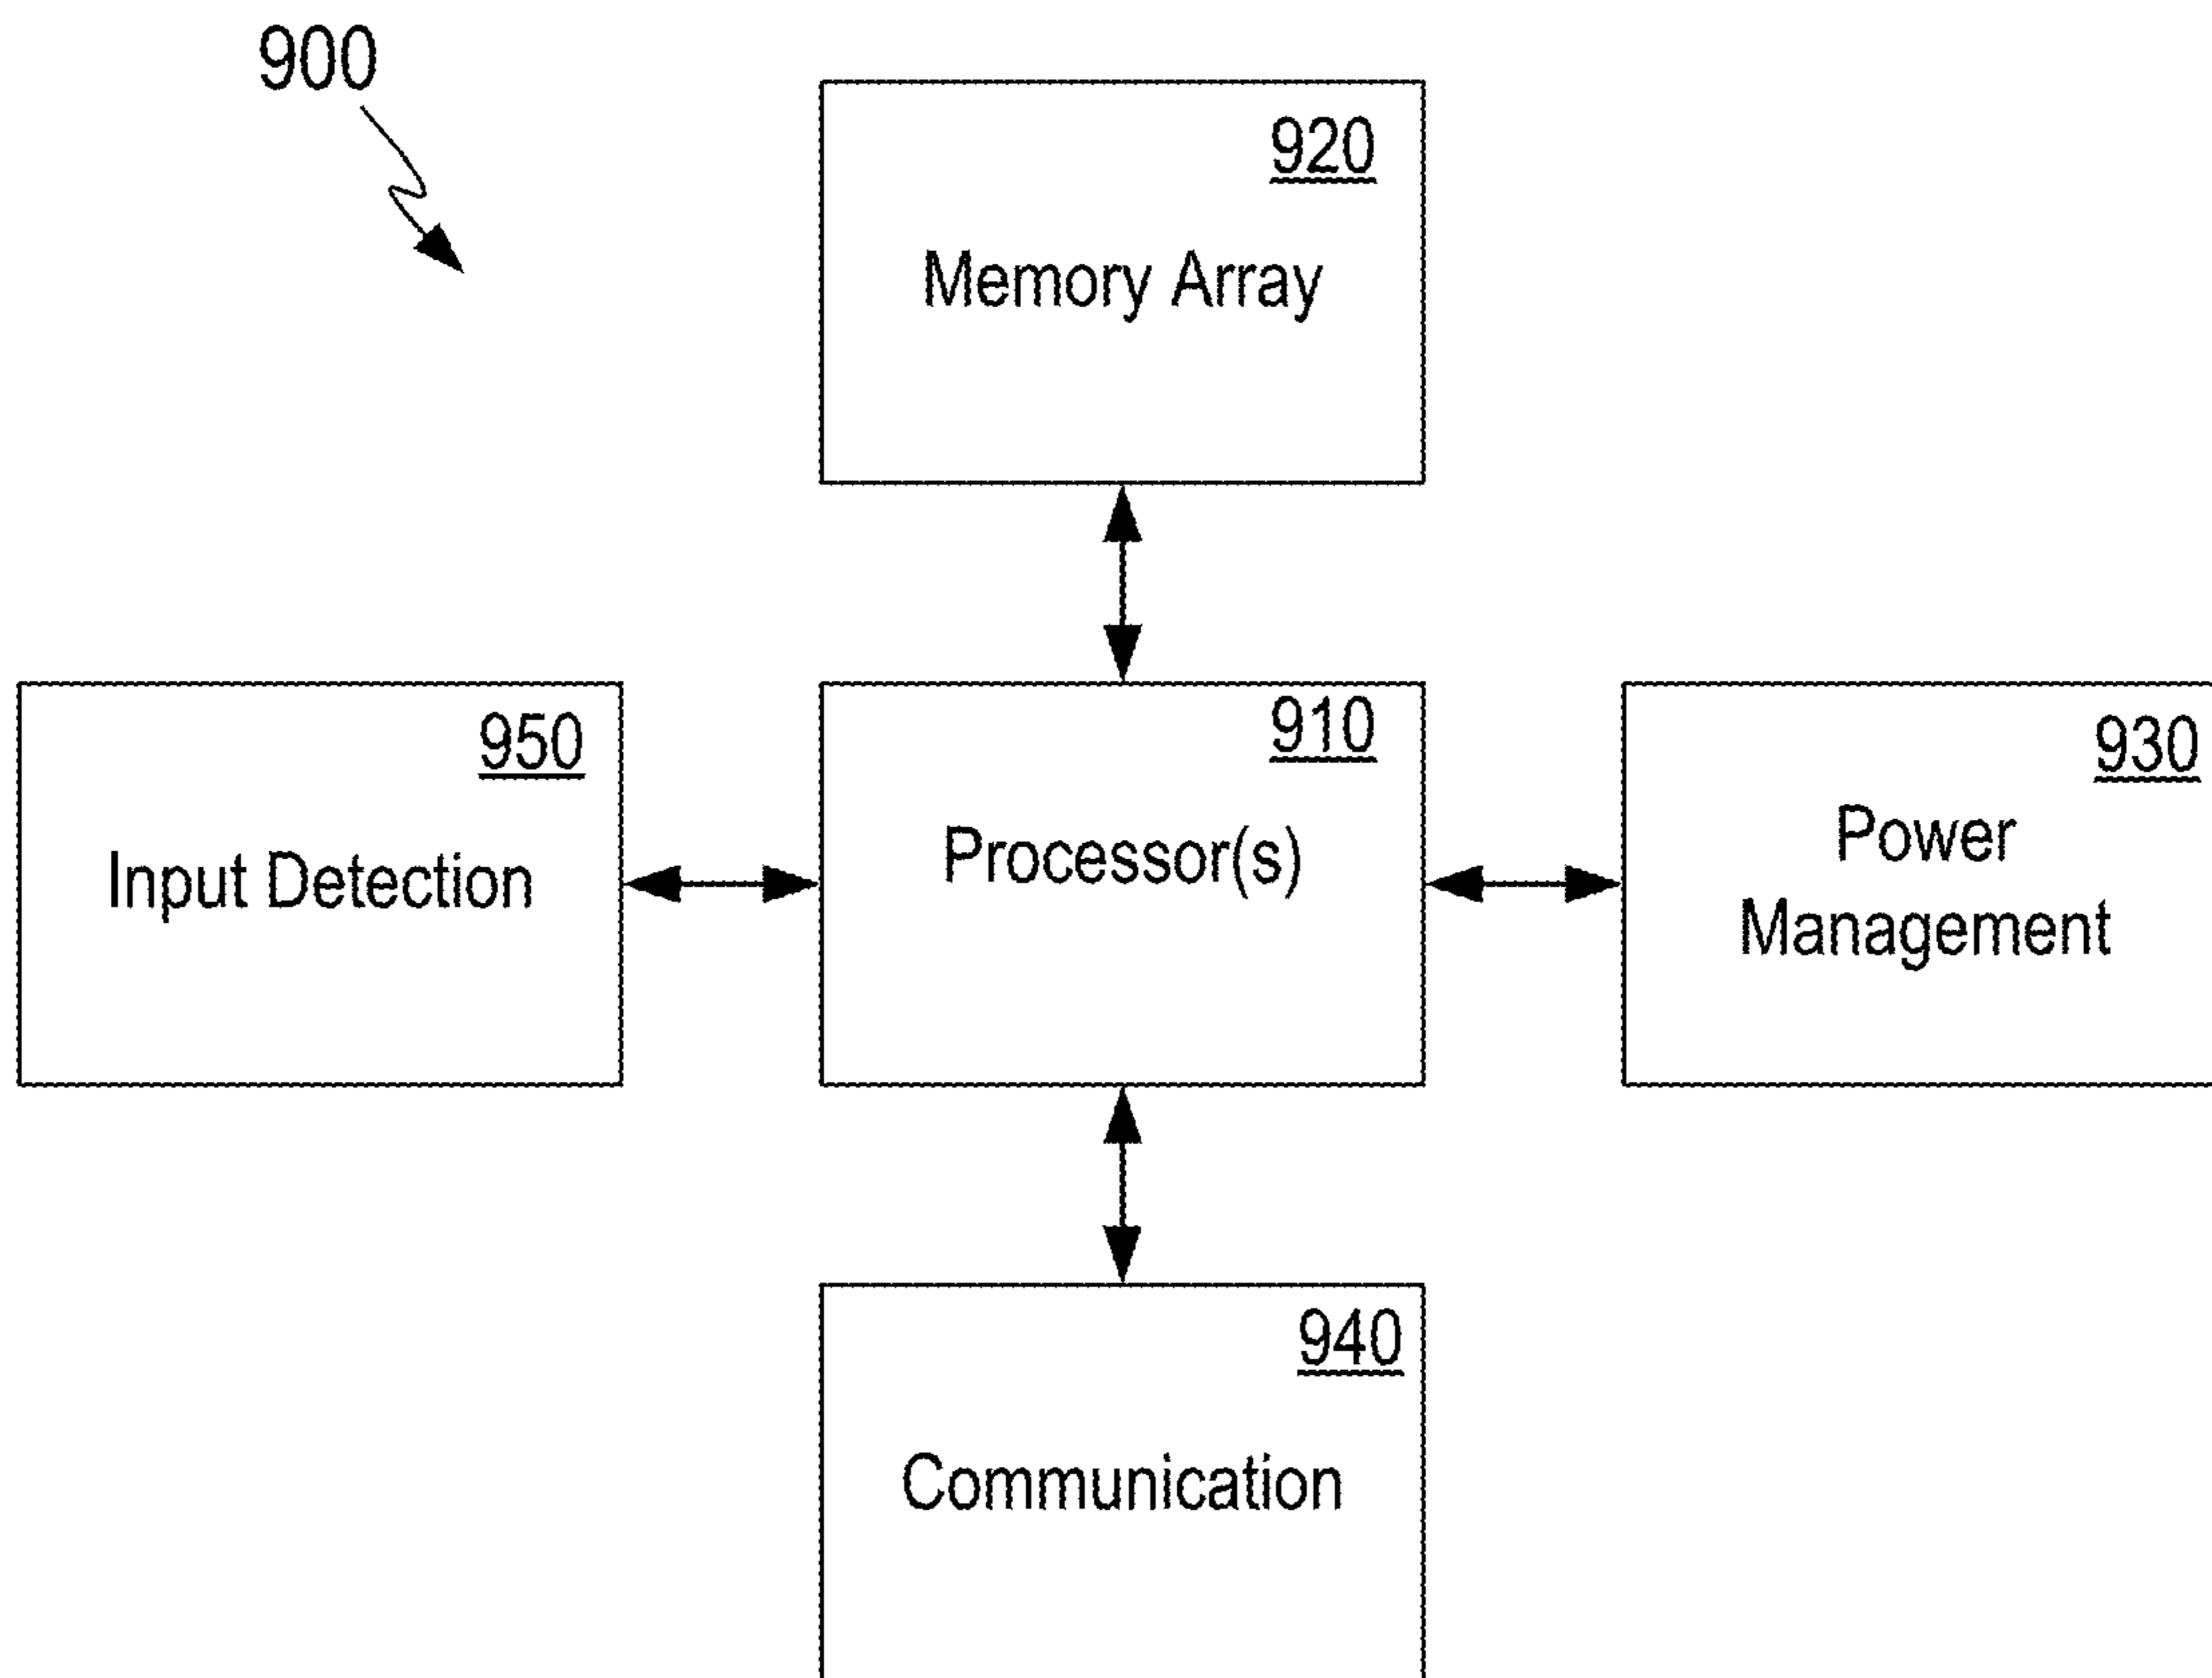 900
920
Memory Array
950
Input Detection
910
Processor(s)
930
Power
Management
940
Communication